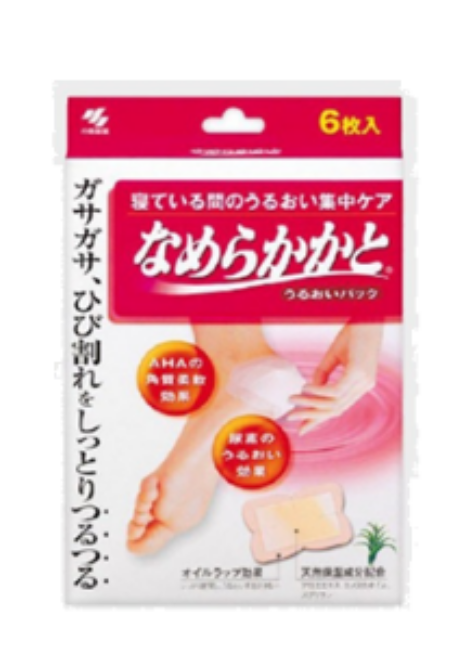 小林製薬
6枚入
寝ている間のうるおい集中ケア
なめらかかと
うるおいパック
ガサガサ、ひび割れをしっとりつるつる
AHAの
角質柔軟
効果
尿素の
うるおい
効果
オイルラップ効果
天然保湿成分配合